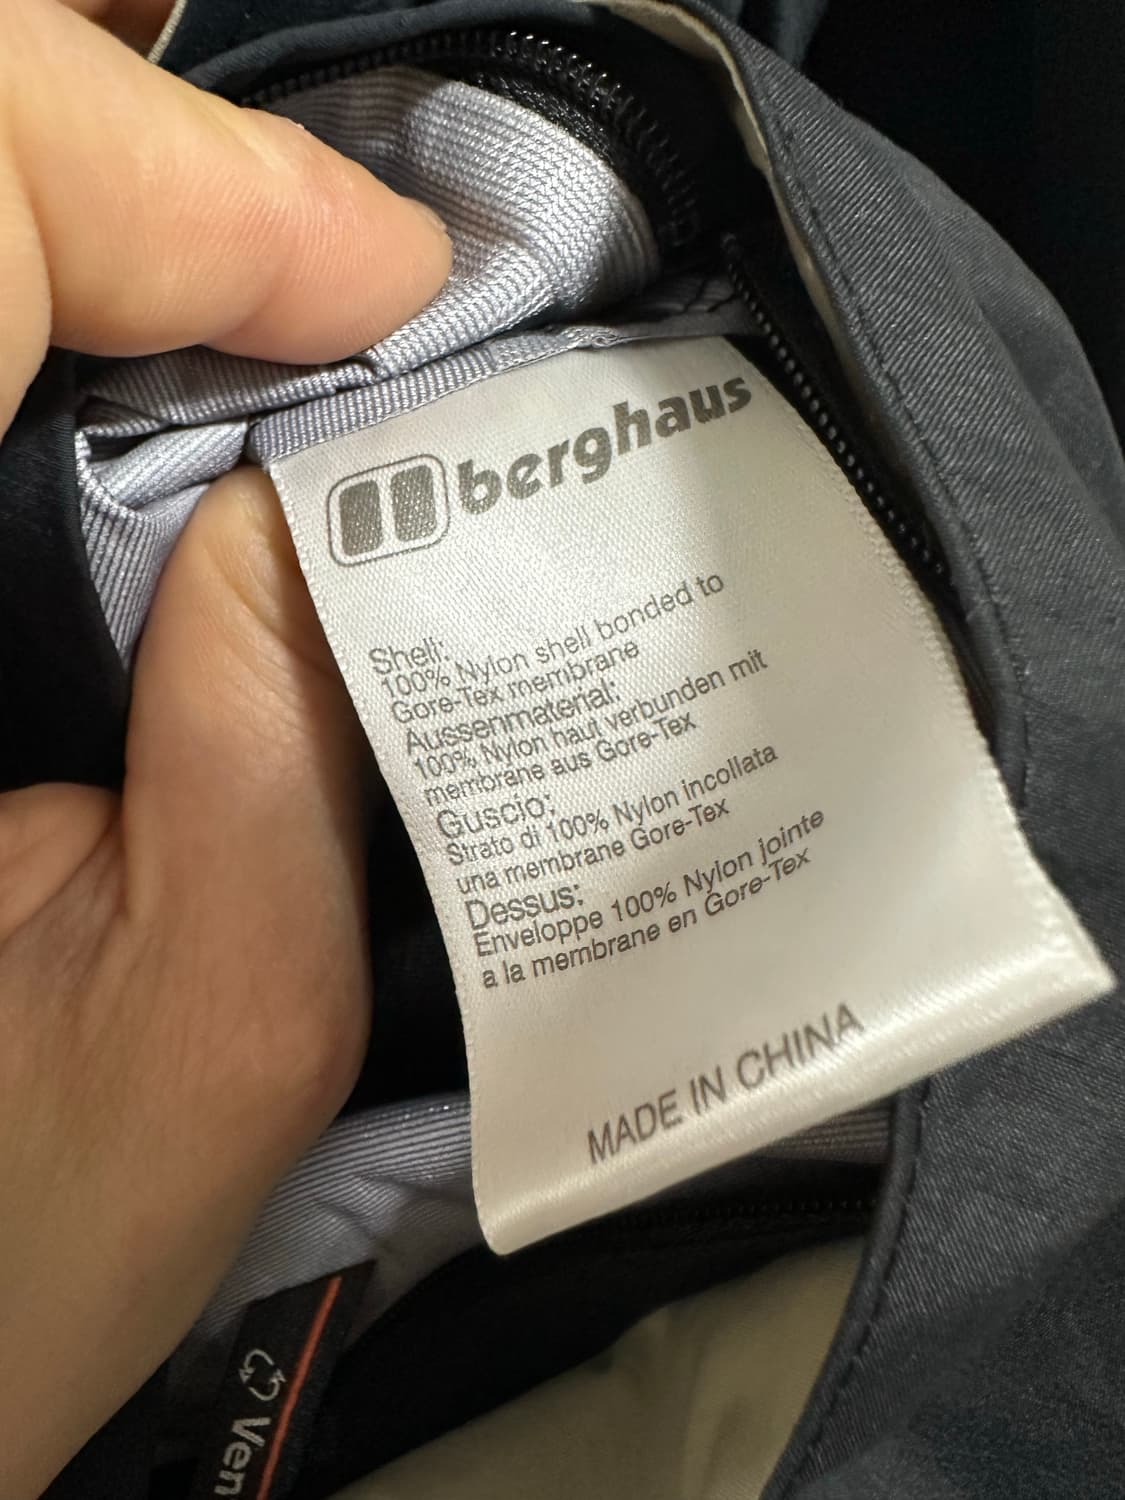 berghaus
Shell:
100% Nylon shell bonded to
Gore-Tex membrane
Aussenmaterial:
100% Nylon haut verbunden mit
membrane aus Gore-Tex
Guscio:
Strato di 100% Nylon incollata
una membrane Gore-Tex
Dessus:
Enveloppe 100% Nylon jointe
a la membrane en Gore-Tex
MADE IN CHINA
Ven